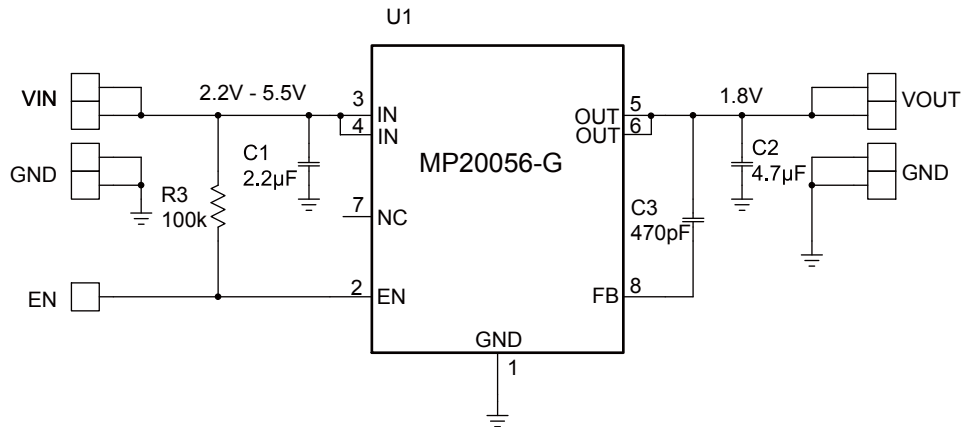 U1
VIN
2.2V - 5.5V
3
IN
4
IN
OUT
5
OUT
6
1.8V
VOUT
MP20056-G
GND
C1
2.2µF
R3
100k
7
NC
C2
4.7µF
GND
C3
470pF
EN
2
EN
FB
8
GND
1